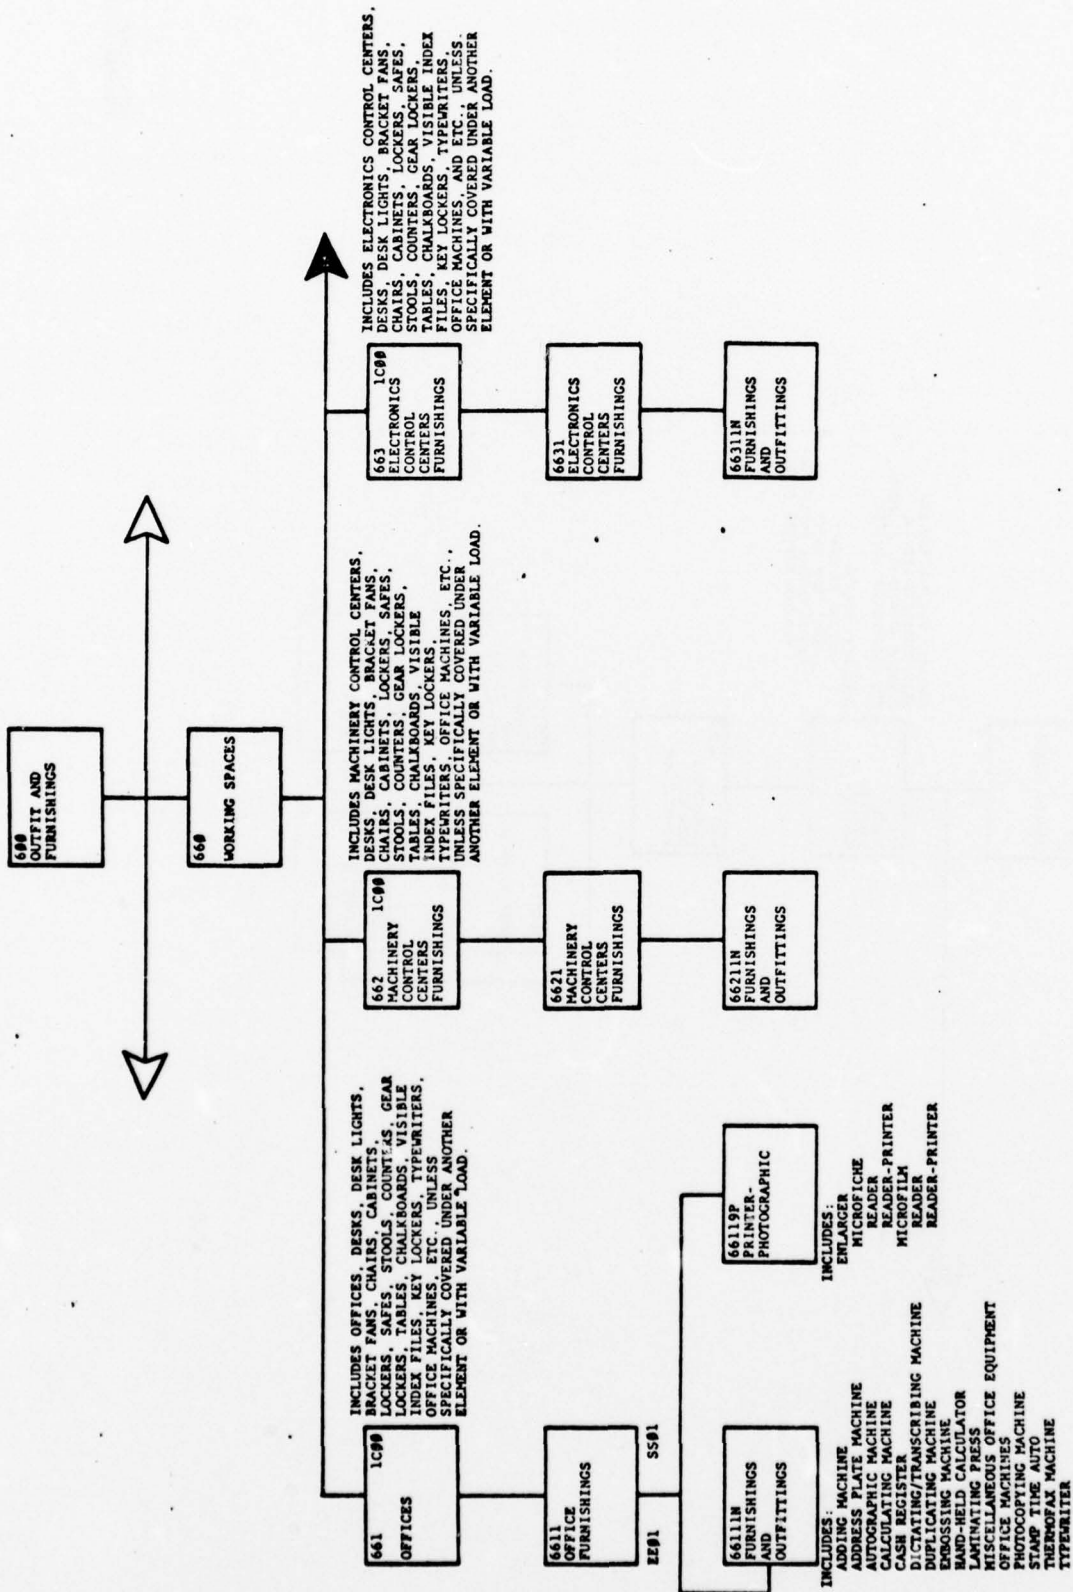 600
OUTFIT AND
FURNISHINGS
660
WORKING SPACES
661 1C00
OFFICES
INCLUDES OFFICES, DESKS, DESK LIGHTS,
BRACKET FANS, CHAIRS, CABINETS,
LOCKERS, SAFES, STOOLS, COUNTERS, GEAR
LOCKERS, TABLES, CHALKBOARDS, VISIBLE
INDEX FILES, KEY LOCKERS, TYPEWRITERS,
OFFICE MACHINES, ETC., UNLESS
SPECIFICALLY COVERED UNDER ANOTHER
ELEMENT OR WITH VARIABLE LOAD.
662 1C00
MACHINERY
CONTROL
CENTERS
FURNISHINGS
INCLUDES MACHINERY CONTROL CENTERS,
DESKS, DESK LIGHTS, BRACKET FANS,
CHAIRS, CABINETS, LOCKERS, SAFES,
STOOLS, COUNTERS, GEAR LOCKERS,
TABLES, CHALKBOARDS, VISIBLE
INDEX FILES, KEY LOCKERS,
TYPEWRITERS, OFFICE MACHINES, ETC.,
UNLESS SPECIFICALLY COVERED UNDER
ANOTHER ELEMENT OR WITH VARIABLE LOAD.
663 1C00
ELECTRONICS
CONTROL
CENTERS
FURNISHINGS
INCLUDES ELECTRONICS CONTROL CENTERS,
DESKS, DESK LIGHTS, BRACKET FANS,
CHAIRS, CABINETS, LOCKERS, SAFES,
STOOLS, COUNTERS, GEAR LOCKERS,
TABLES, CHALKBOARDS, VISIBLE INDEX
FILES, KEY LOCKERS, TYPEWRITERS,
OFFICE MACHINES, AND ETC., UNLESS
SPECIFICALLY COVERED UNDER ANOTHER
ELEMENT OR WITH VARIABLE LOAD.
6611
OFFICE
FURNISHINGS
6621
MACHINERY
CONTROL
CENTERS
FURNISHINGS
6631
ELECTRONICS
CONTROL
CENTERS
FURNISHINGS
EE01 SS01
66111N
FURNISHINGS
AND
OUTFITTINGS
66119P
PRINTER-
PHOTOGRAPHIC
66211N
FURNISHINGS
AND
OUTFITTINGS
66311N
FURNISHINGS
AND
OUTFITTINGS
INCLUDES:
ADDING MACHINE
ADDRESS PLATE MACHINE
AUTOGRAPHIC MACHINE
CALCULATING MACHINE
CASH REGISTER
DICTATING/TRANSCRIBING MACHINE
DUPLICATING MACHINE
EMBOSSING MACHINE
HAND-HELD CALCULATOR
LAMINATING PRESS
MISCELLANEOUS OFFICE EQUIPMENT
OFFICE MACHINES
PHOTOCOPYING MACHINE
STAMP TIME AUTO
THERMOFAX MACHINE
TYPEWRITER
INCLUDES:
ENLARGER
MICROFICHE
READER
READER-PRINTER
MICROFILM
READER
READER-PRINTER